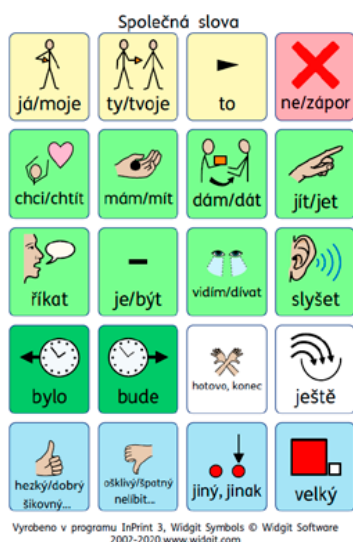 Společná slova
já/moje ty/tvoje to ne/zápor
chci/chtít mám/mít dám/dát jít/jet
říkat je/být vidím/dívat slyšet
bylo bude hotovo, konec ještě
hezký/dobrý ošklivý/špatný jiný, jinak velký
šikovný... nelíbit...
Vyrobeno v programu InPrint 3, Widgit Symbols © Widgit Software
2002-2020 www.widgit.com